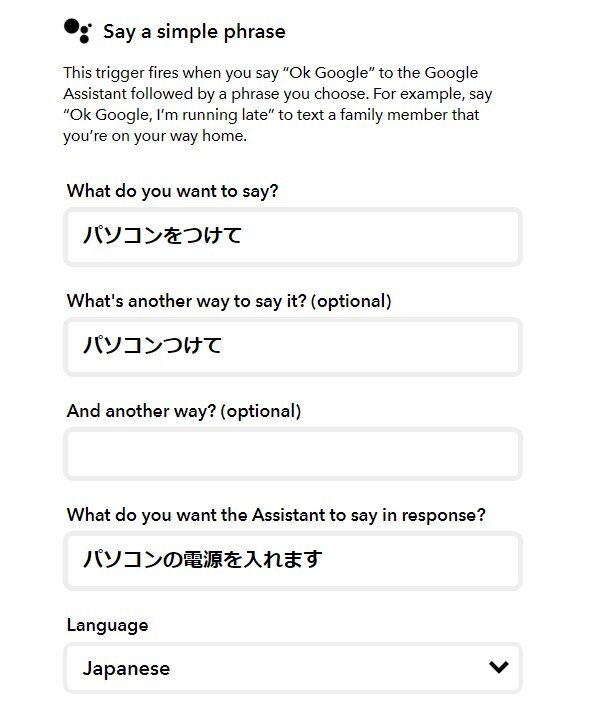 Say a simple phrase
This trigger fires when you say “Ok Google” to the Google
Assistant followed by a phrase you choose. For example, say
“Ok Google, I’m running late” to text a family member that
you’re on your way home.
What do you want to say?
パソコンをつけて
What's another way to say it? (optional)
パソコンつけて
And another way? (optional)
What do you want the Assistant to say in response?
パソコンの電源を入れます
Language
Japanese